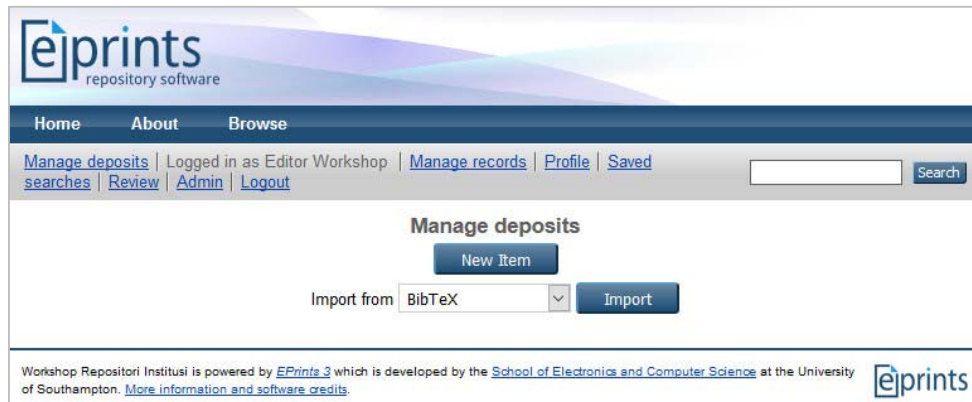 eprints
repository software
Home About Browse
Manage deposits | Logged in as Editor Workshop | Manage records | Profile | Saved
searches | Review | Admin | Logout
Search
Manage deposits
New Item
Import from BibTeX Import
Workshop Repositori Institusi is powered by EPrints 3 which is developed by the School of Electronics and Computer Science at the University
of Southampton. More information and software credits.
eprints